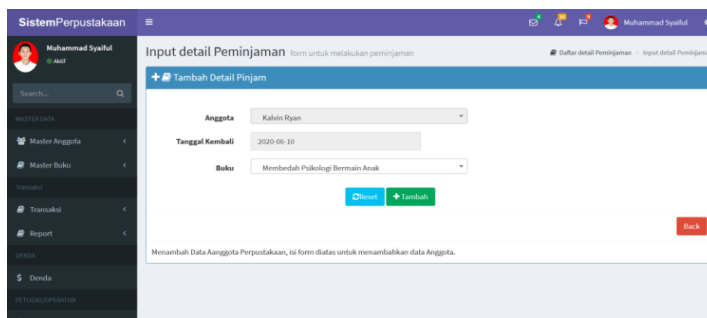 SistemPerpustakaan
Muhammad Syaiful
Muhammad Syaiful
Aktif
Search...
MASTER DATA
Master Anggota
Master Buku
Transaksi
Transaksi
Report
DENDA
$ Denda
PETUGAS/OPERATOR
Input detail Peminjaman form untuk melakukan peminjaman
Daftar detail Peminjaman > Input detail Peminjam
+ Tambah Detail Pinjam
Anggota Kalvin Ryan
Tanggal Kembali 2020-06-10
Buku Membedah Psikologi Bermain Anak
Reset + Tambah
Back
Menambah Data Aanggota Perpustakaan, isi form diatas untuk menambahkan data Anggota.